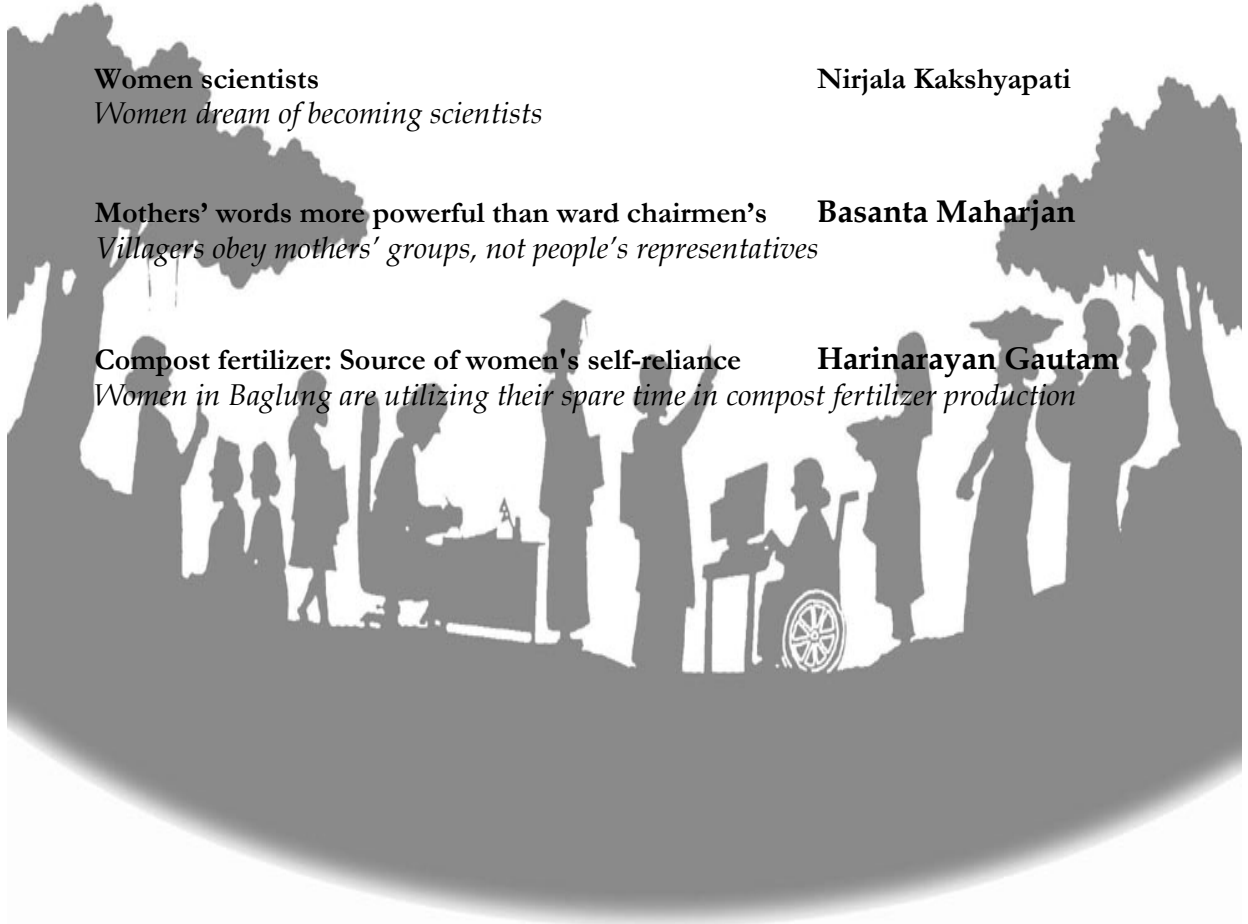 Women scientists Nirjala Kakshyapati
Women dream of becoming scientists
Mothers’ words more powerful than ward chairmen’s Basanta Maharjan
Villagers obey mothers’ groups, not people’s representatives
Compost fertilizer: Source of women's self-reliance Harinarayan Gautam
Women in Baglung are utilizing their spare time in compost fertilizer production